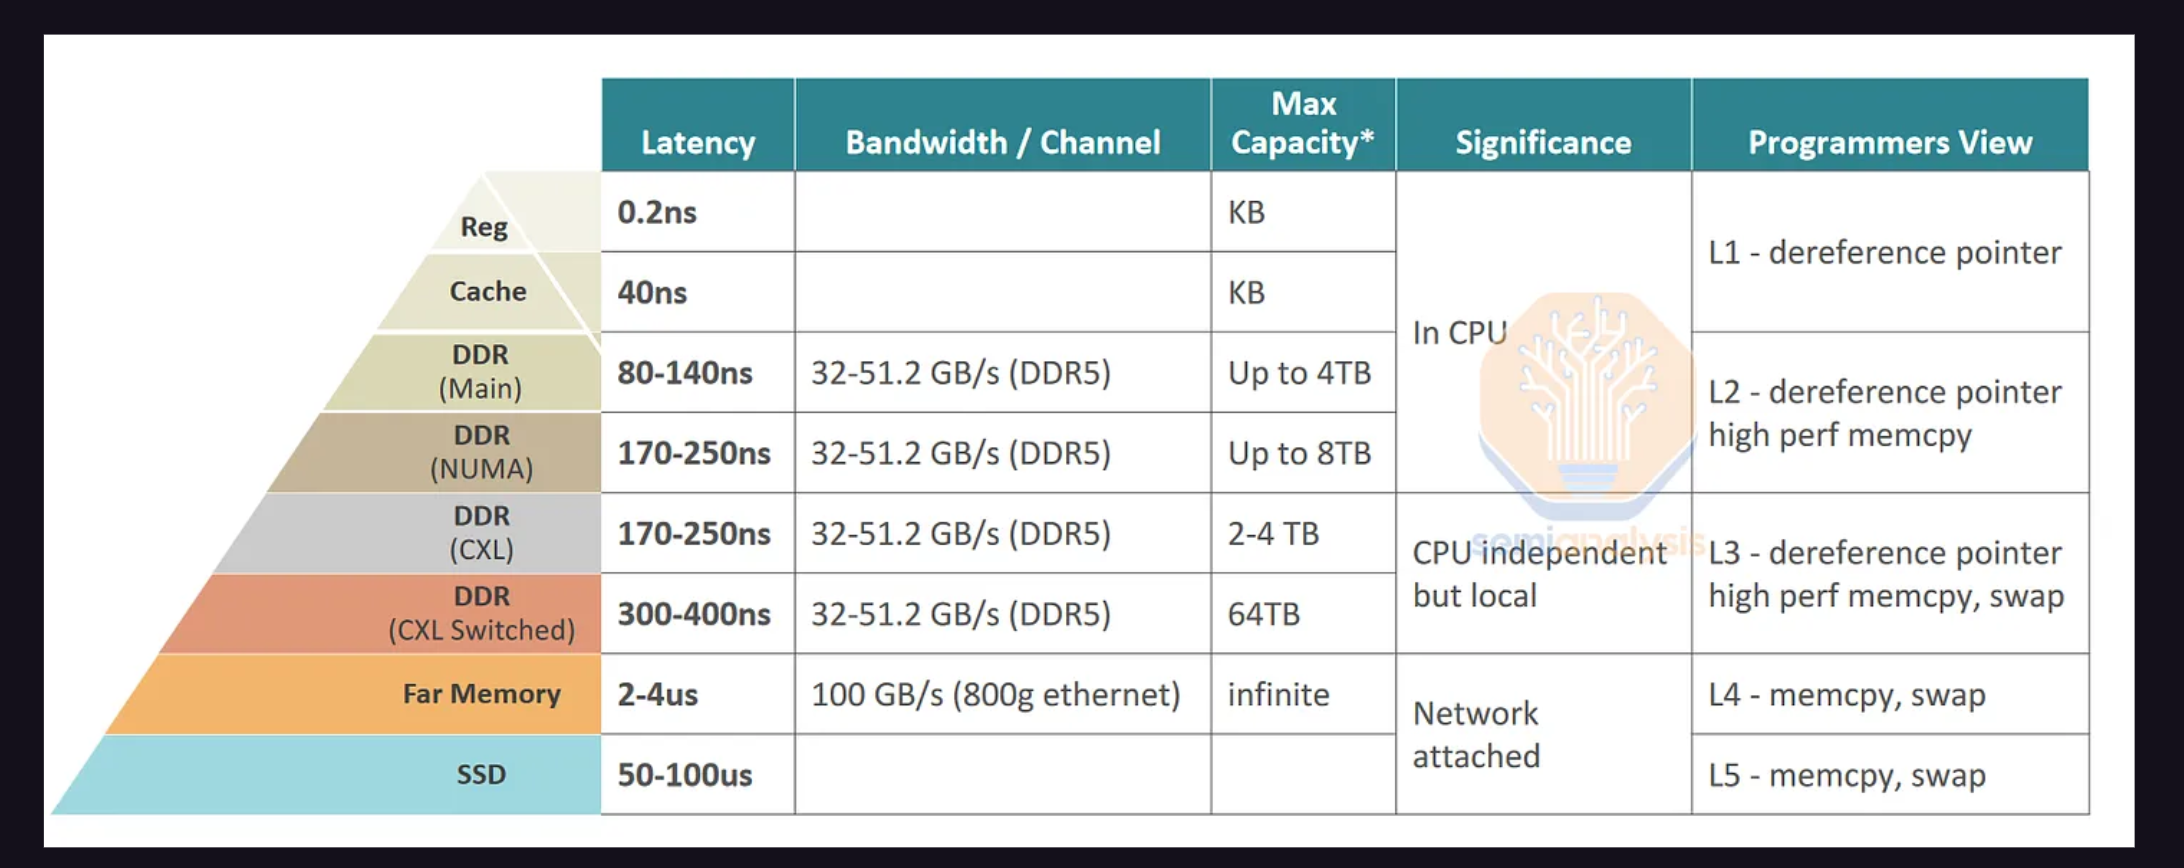 Latency
Bandwidth / Channel
Max
Capacity*
Significance
Programmers View
Reg
0.2ns
KB
In CPU
L1 - dereference pointer
Cache
40ns
KB
DDR
(Main)
80-140ns
32-51.2 GB/s (DDR5)
Up to 4TB
L2 - dereference pointer
high perf memcpy
DDR
(NUMA)
170-250ns
32-51.2 GB/s (DDR5)
Up to 8TB
DDR
(CXL)
170-250ns
32-51.2 GB/s (DDR5)
2-4 TB
CPU independent
but local
L3 - dereference pointer
high perf memcpy, swap
DDR
(CXL Switched)
300-400ns
32-51.2 GB/s (DDR5)
64TB
Far Memory
2-4us
100 GB/s (800g ethernet)
infinite
Network
attached
L4 - memcpy, swap
SSD
50-100us
L5 - memcpy, swap
semianalysis